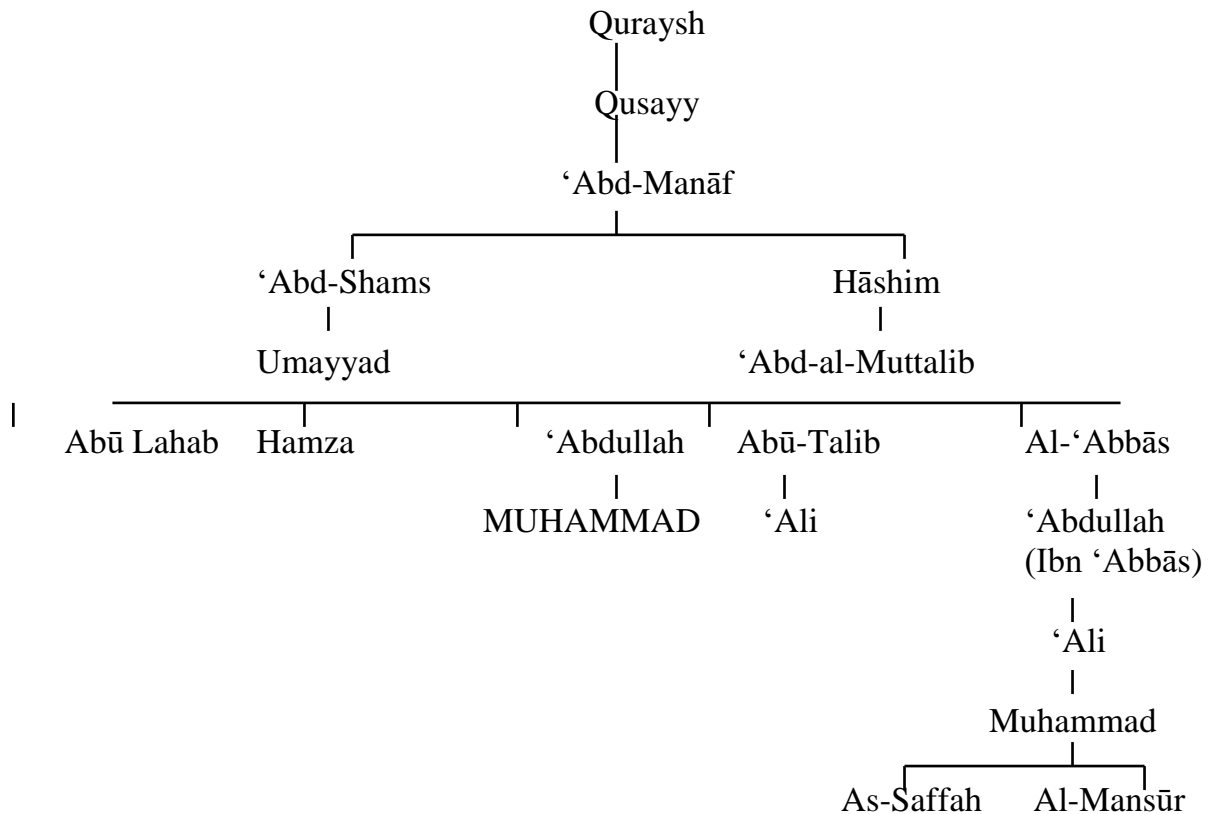 Quraysh
Qusayy
‘Abd-Manāf
‘Abd-Shams Hāshim
Umayyad ‘Abd-al-Muttalib
Abū Lahab Hamza ‘Abdullah Abū-Talib Al-‘Abbās
MUHAMMAD ‘Ali ‘Abdullah
(Ibn ‘Abbās)
‘Ali
Muhammad
As-Saffah Al-Mansūr